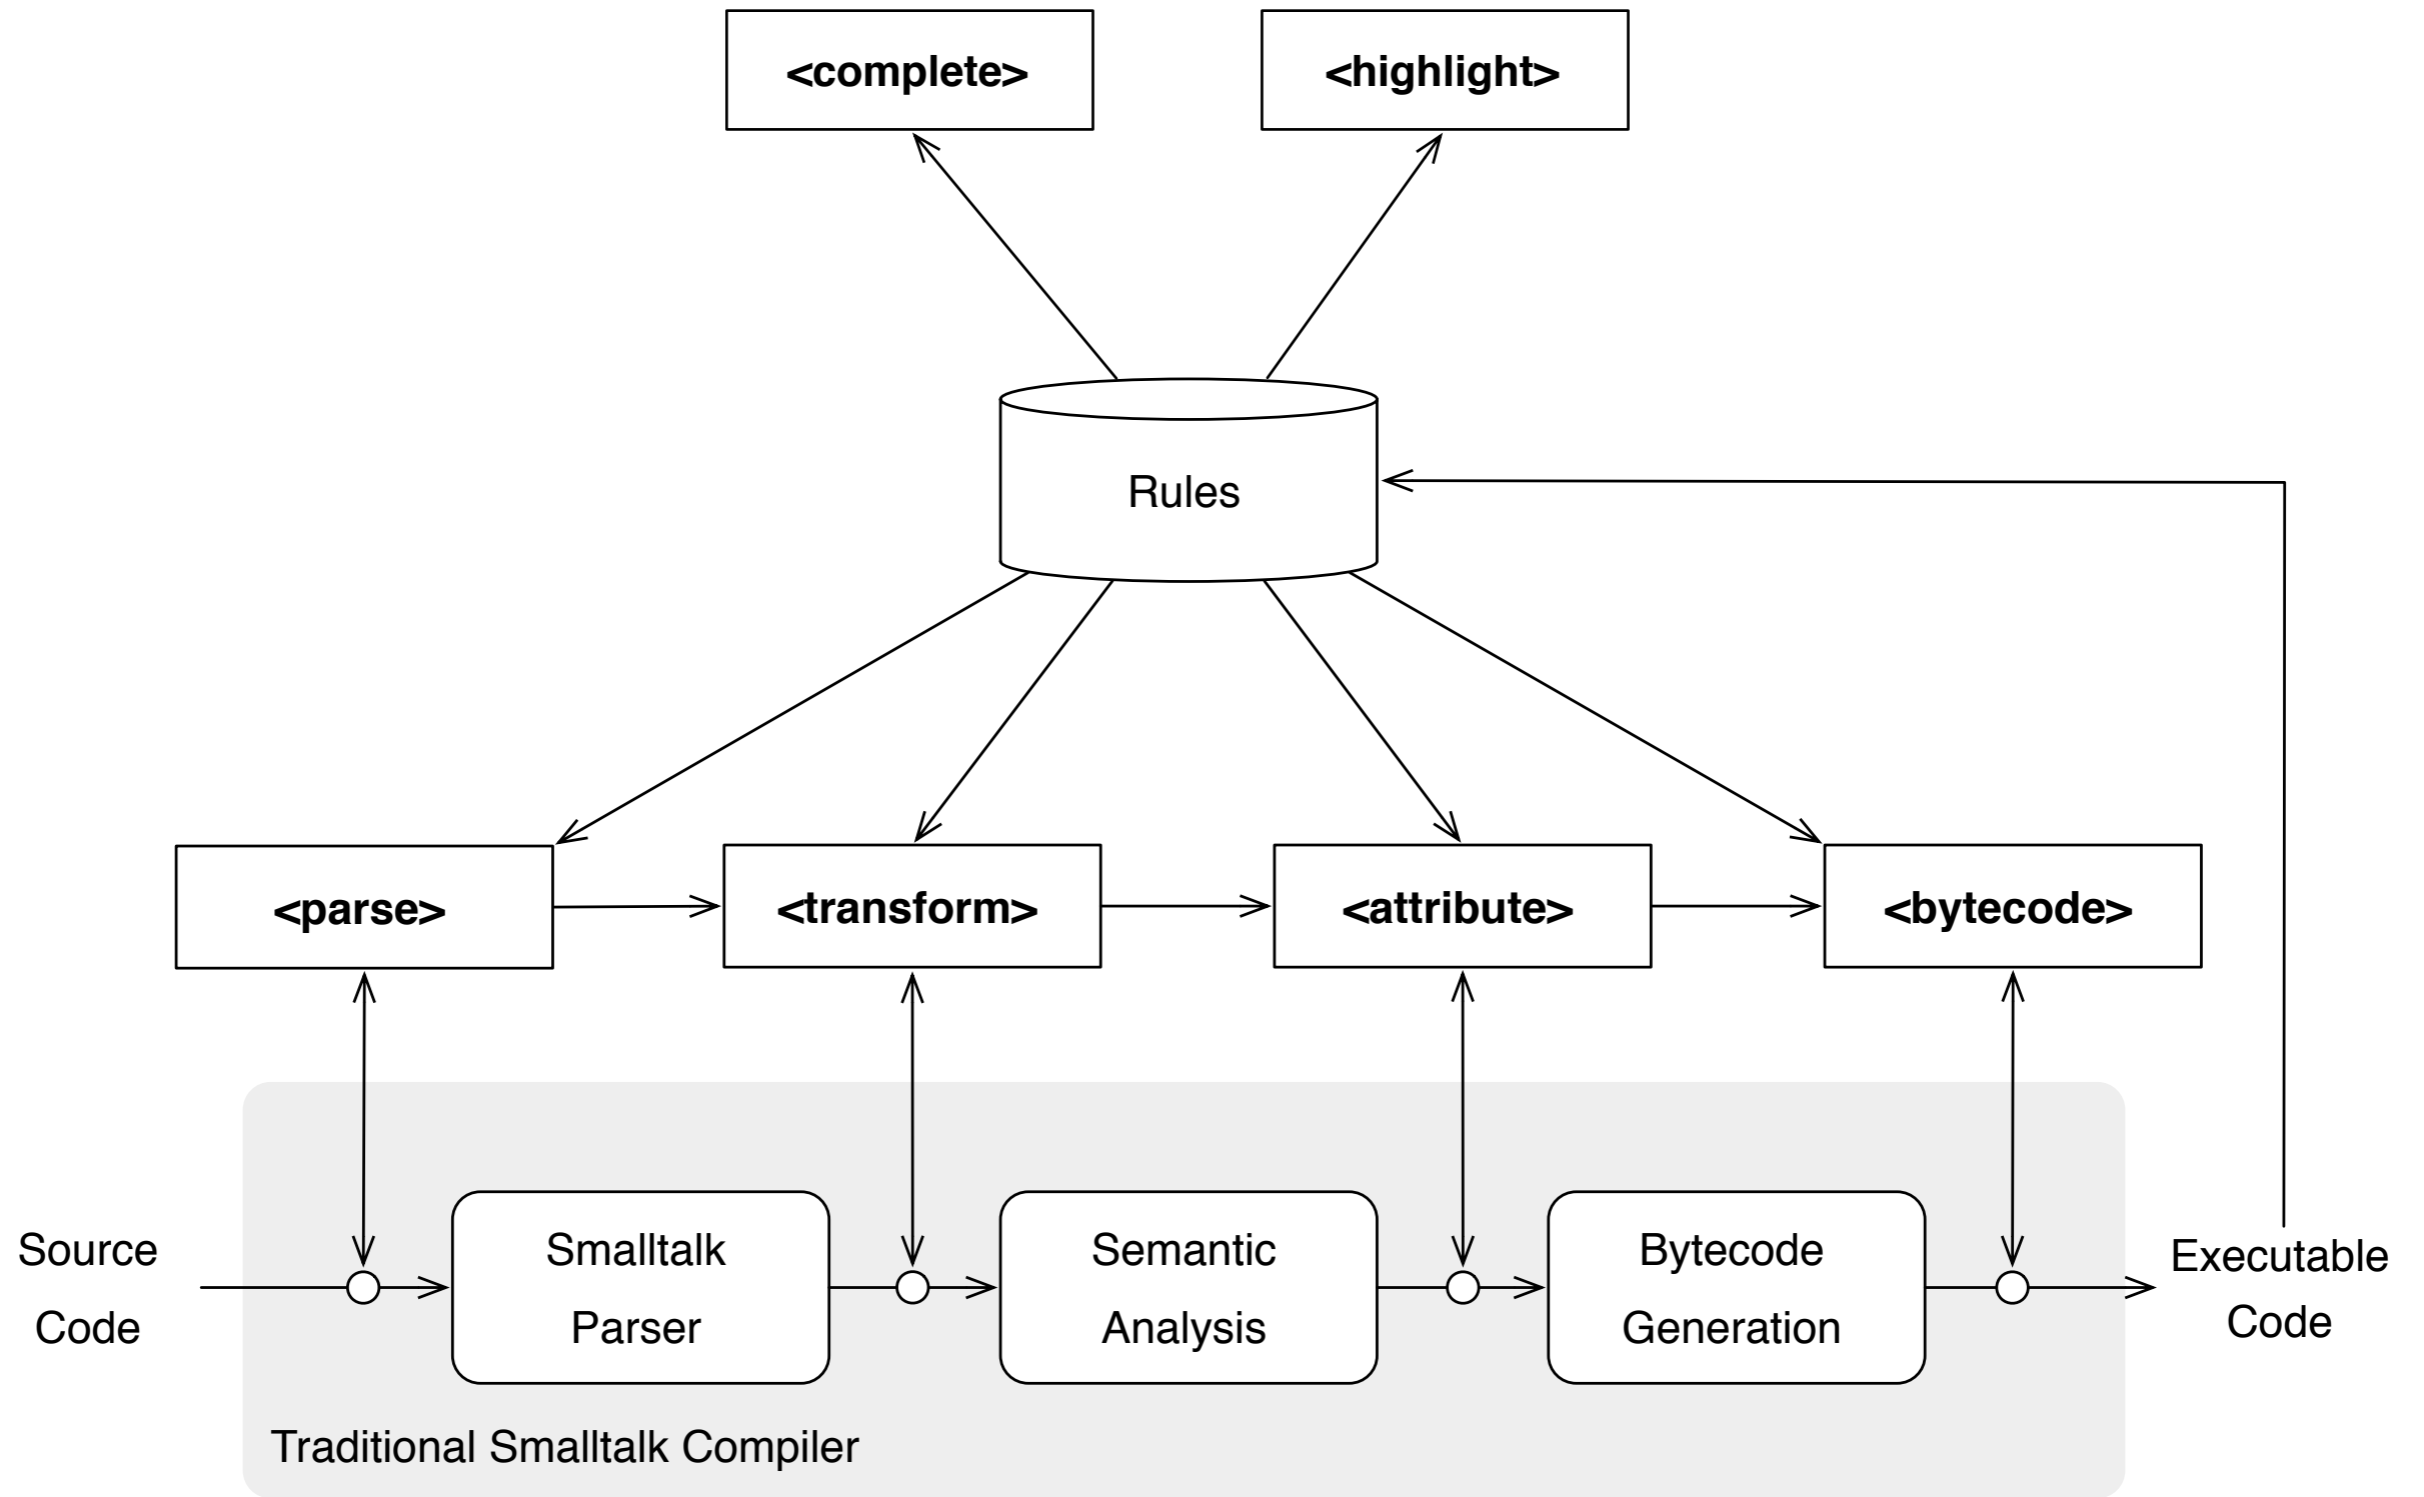 <complete>
<highlight>
Rules
<parse>
<transform>
<attribute>
<bytecode>
Source
Code
Smalltalk
Parser
Semantic
Analysis
Bytecode
Generation
Executable
Code
Traditional Smalltalk Compiler